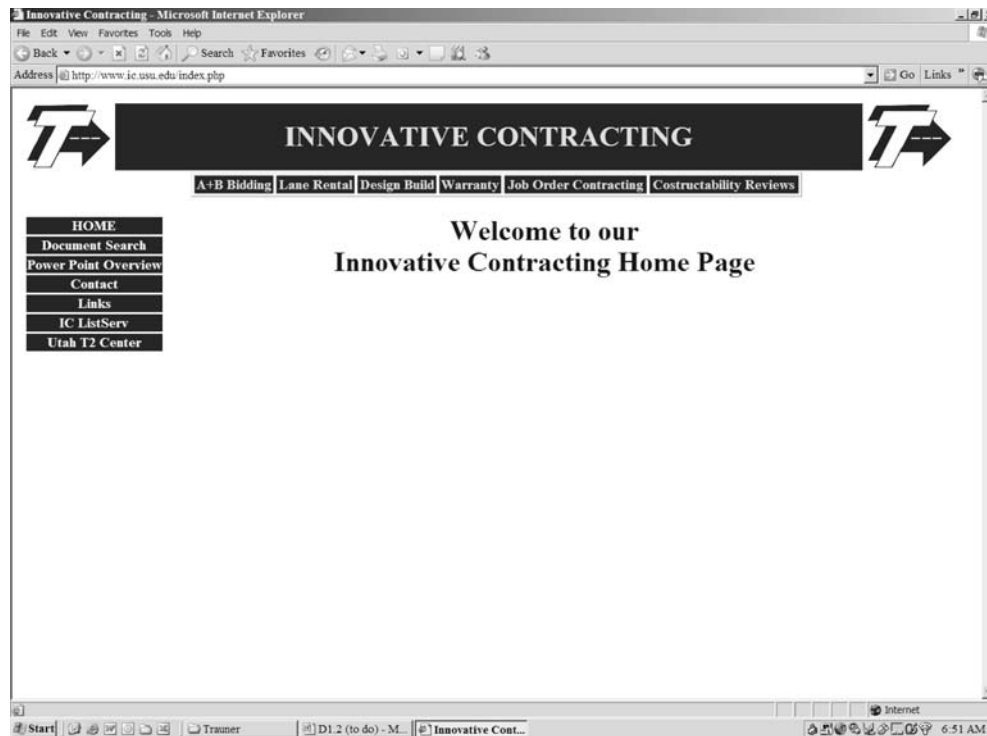 Innovative Contracting - Microsoft Internet Explorer
File Edit View Favorites Tools Help
Back Search Favorites
Address http://www.ic.usu.edu/index.php Go Links »
INNOVATIVE CONTRACTING
A+B Bidding Lane Rental Design Build Warranty Job Order Contracting Costructability Reviews
HOME
Document Search
Power Point Overview
Contact
Links
IC ListServ
Utah T2 Center
Welcome to our
Innovative Contracting Home Page
Internet
Start Trauner D1.2 (to do) - M... Innovative Cont... 6:51 AM